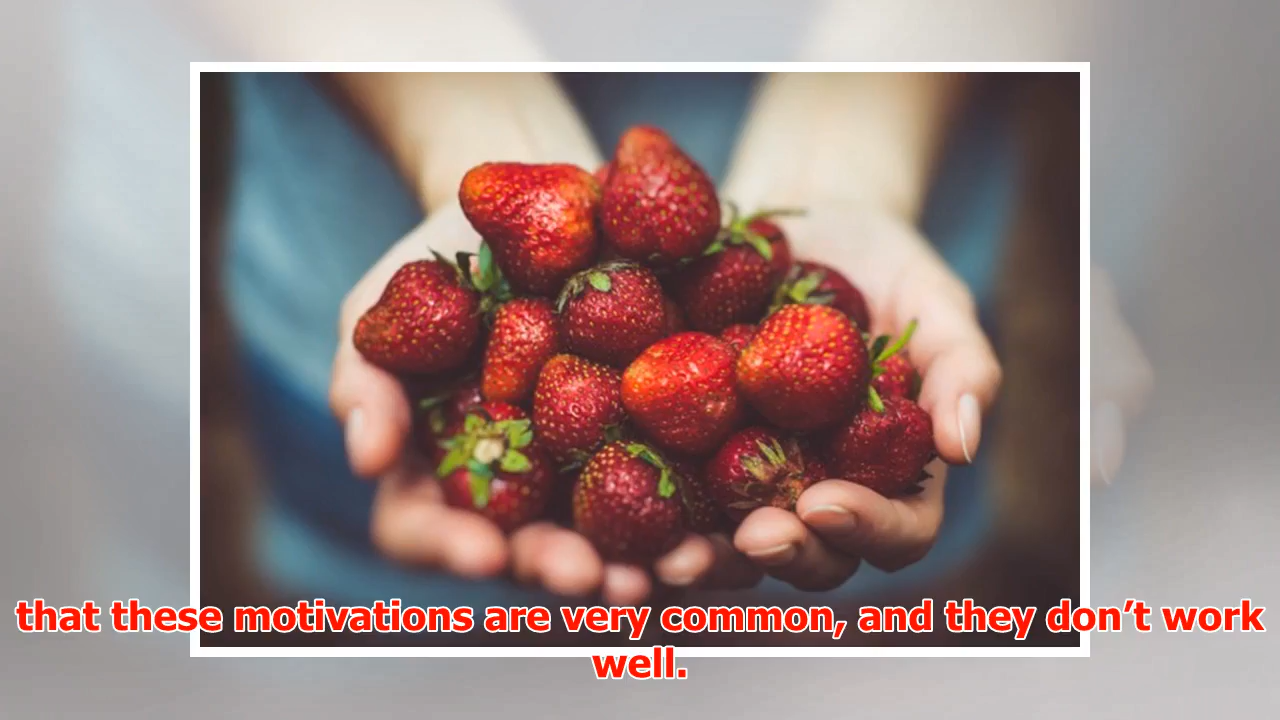 that these motivations are very common, and they don’t work
well.